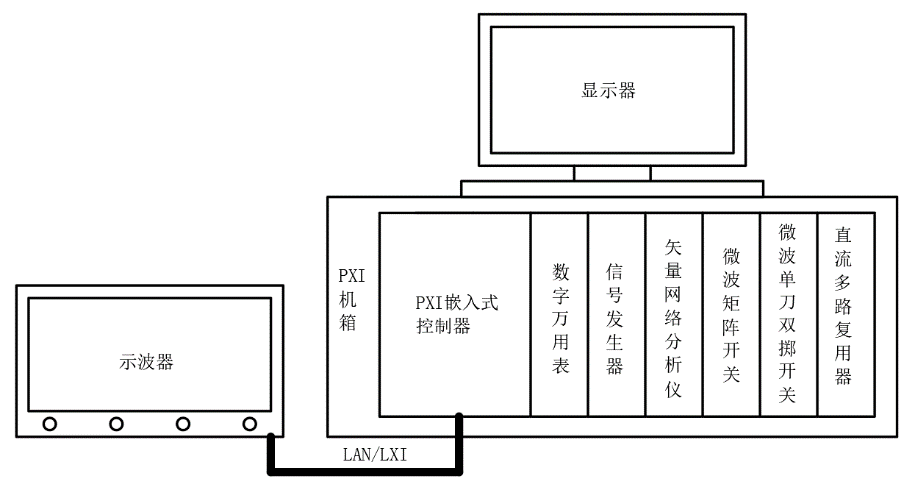 显示器
PXI
机
箱
PXI嵌入式
控制器
数字万用表
信号发生器
矢量网络分析仪
微波矩阵开关
微波单刀双掷开关
直流多路复用器
示波器
LAN/LXI